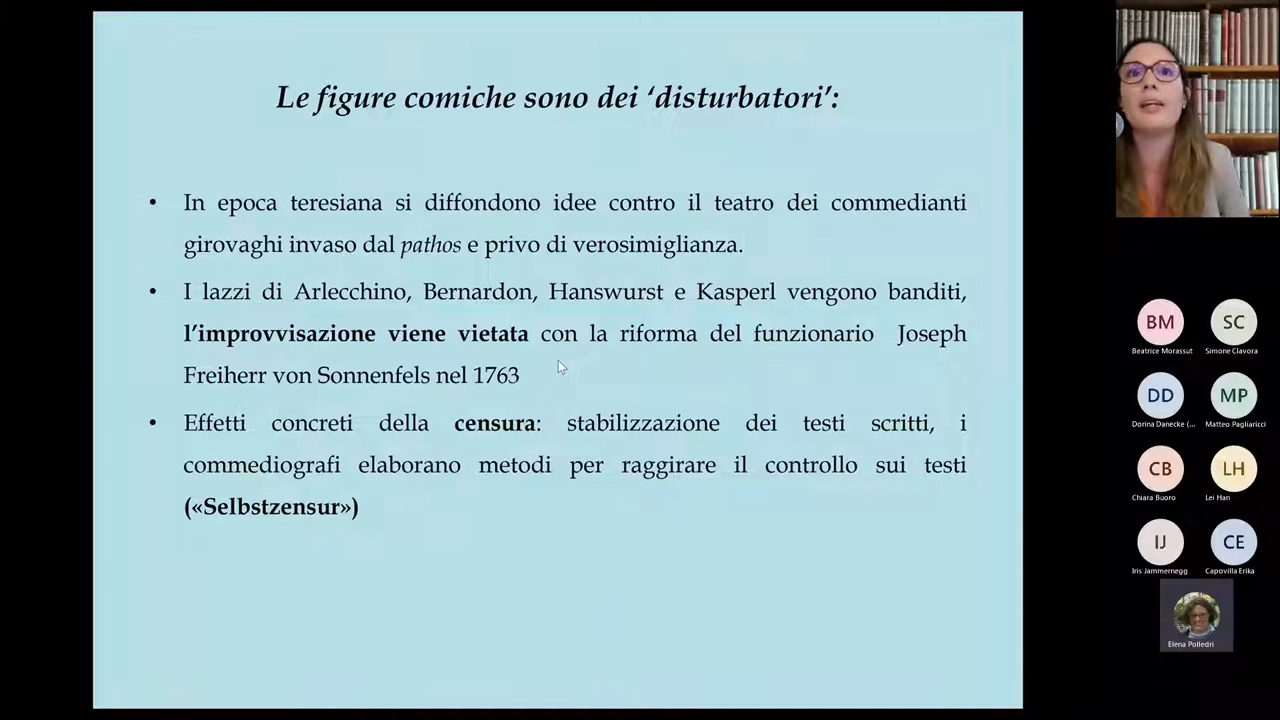 Le figure comiche sono dei ‘disturbatori’:
• In epoca teresiana si diffondono idee contro il teatro dei commedianti
girovaghi invaso dal pathos e privo di verosimiglianza.
• I lazzi di Arlecchino, Bernardon, Hanswurst e Kasperl vengono banditi,
l’improvvisazione viene vietata con la riforma del funzionario Joseph
Freiherr von Sonnenfels nel 1763
• Effetti concreti della censura: stabilizzazione dei testi scritti, i
commediografi elaborano metodi per raggirare il controllo sui testi
(«Selbstzensur»)
BM SC
Beatrice Morassut Simone Clavora
DD MP
Dorina Danecke (... Matteo Pagliaricci
CB LH
Chiara Buoro Lei Han
IJ CE
Iris Jammernegg Capovilla Erika
Elena Polledri